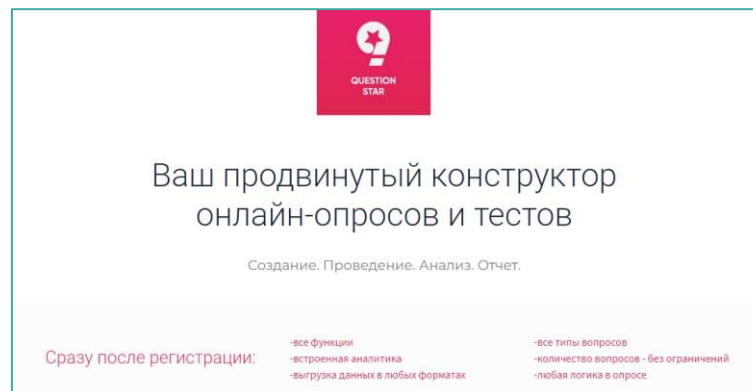 QUESTION
STAR
Ваш продвинутый конструктор
онлайн-опросов и тестов
Создание. Проведение. Анализ. Отчет.
Сразу после регистрации:
-все функции
-встроенная аналитика
-выгрузка данных в любых форматах
-все типы вопросов
-количество вопросов - без ограничений
-любая логика в опросе